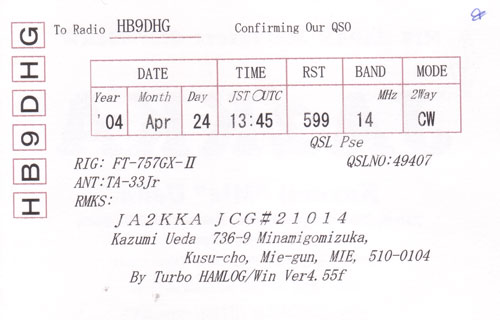 To Radio HB9DHG Confirming Our QSO
HB9DHG
DATE TIME RST BAND MODE
Year Month Day JST UTC MHz 2Way
'04 Apr 24 13:45 599 14 CW
QSL Pse
RIG: FT-757GX-Ⅱ QSLNO:49407
ANT:TA-33Jr
RMKS:
JA2KKA JCG#21014
Kazumi Ueda 736-9 Minamigomizuka,
Kusu-cho, Mie-gun, MIE, 510-0104
By Turbo HAMLOG/Win Ver4.55f